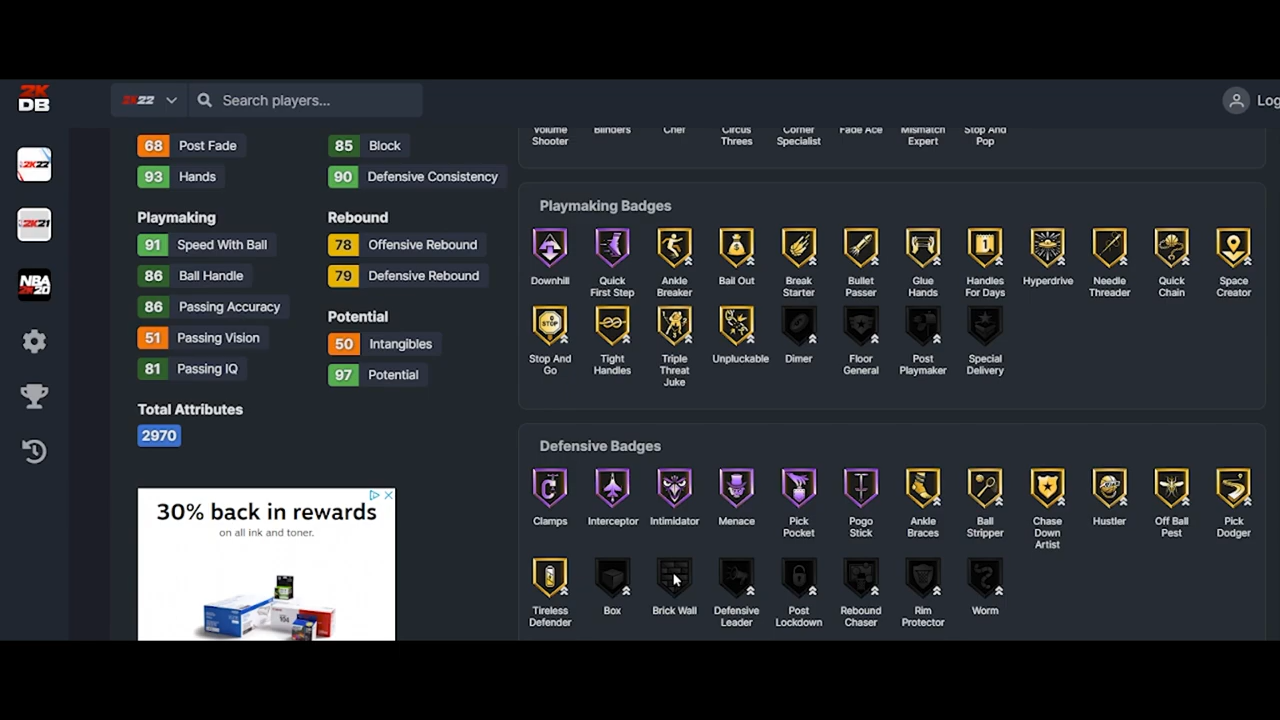 2K
DB
2K22
Search players...
Log
2K22
2K21
NBA
2K20
68 Post Fade
93 Hands
85 Block
90 Defensive Consistency
Playmaking
91 Speed With Ball
86 Ball Handle
86 Passing Accuracy
51 Passing Vision
81 Passing IQ
Rebound
78 Offensive Rebound
79 Defensive Rebound
Potential
50 Intangibles
97 Potential
Total Attributes
2970
30% back in rewards
on all ink and toner.
Volume Blinders Chef Circus Corner Fade Ace Mismatch Stop And
Shooter Threes Specialist Expert Pop
Playmaking Badges
Downhill Quick Ankle Bail Out Break Bullet Glue Handles Hyperdrive Needle Quick Space
First Step Breaker Starter Passer Hands For Days Threader Chain Creator
Stop And Tight Triple Unpluckable Dimer Floor Post Special
Go Handles Threat General Playmaker Delivery
Juke
Defensive Badges
Clamps Interceptor Intimidator Menace Pick Pogo Ankle Ball Chase Hustler Off Ball Pick
Pocket Stick Braces Stripper Down Pest Dodger
Artist
Tireless Box Brick Wall Defensive Post Rebound Rim Worm
Defender Leader Lockdown Chaser Protector